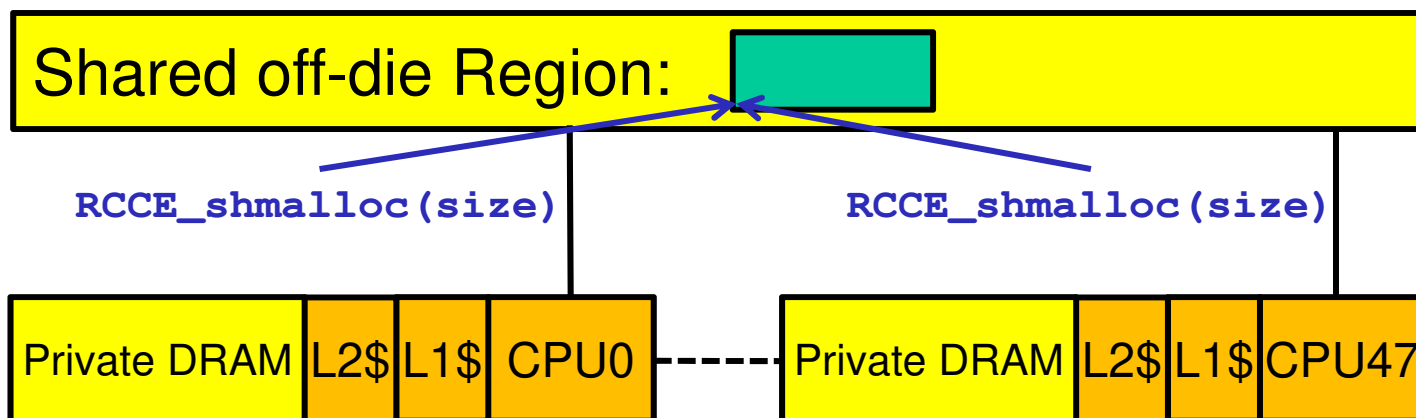 Shared off-die Region:
RCCE_shmalloc(size) RCCE_shmalloc(size)
Private DRAM L2$ L1$ CPU0 Private DRAM L2$ L1$ CPU47